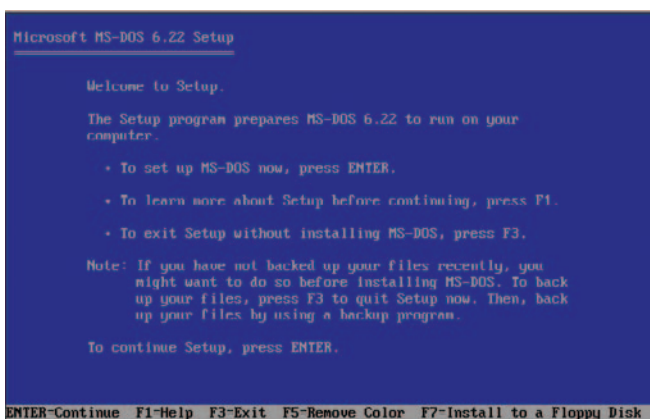 Microsoft MS-DOS 6.22 Setup
Welcome to Setup.
The Setup program prepares MS-DOS 6.22 to run on your
computer.
• To set up MS-DOS now, press ENTER.
• To learn more about Setup before continuing, press F1.
• To exit Setup without installing MS-DOS, press F3.
Note: If you have not backed up your files recently, you
might want to do so before installing MS-DOS. To back
up your files, press F3 to quit Setup now. Then, back
up your files by using a backup program.
To continue Setup, press ENTER.
ENTER=Continue F1=Help F3=Exit F5=Remove Color F7=Install to a Floppy Disk